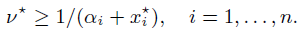 ν⋆ ≥ 1/(αᵢ + xᵢ⋆), i = 1, . . . , n.